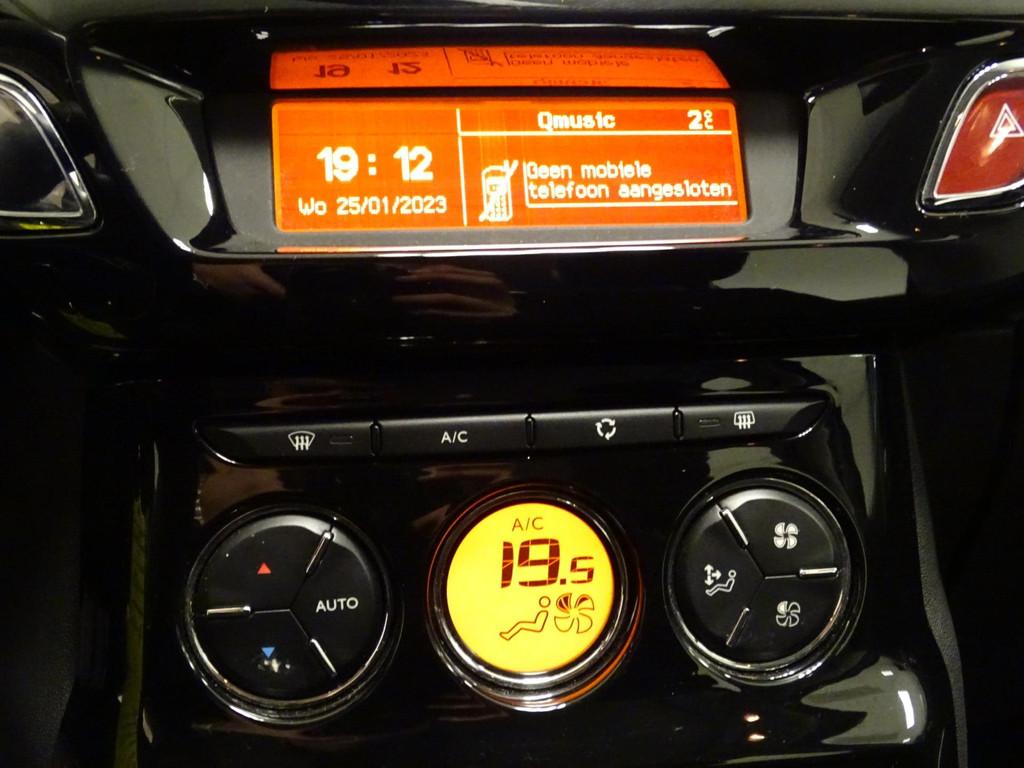 Qmusic 2°C
19 : 12
Geen mobiele
telefoon aangesloten
Wo 25/01/2023
A/C
A/C
19.5
AUTO